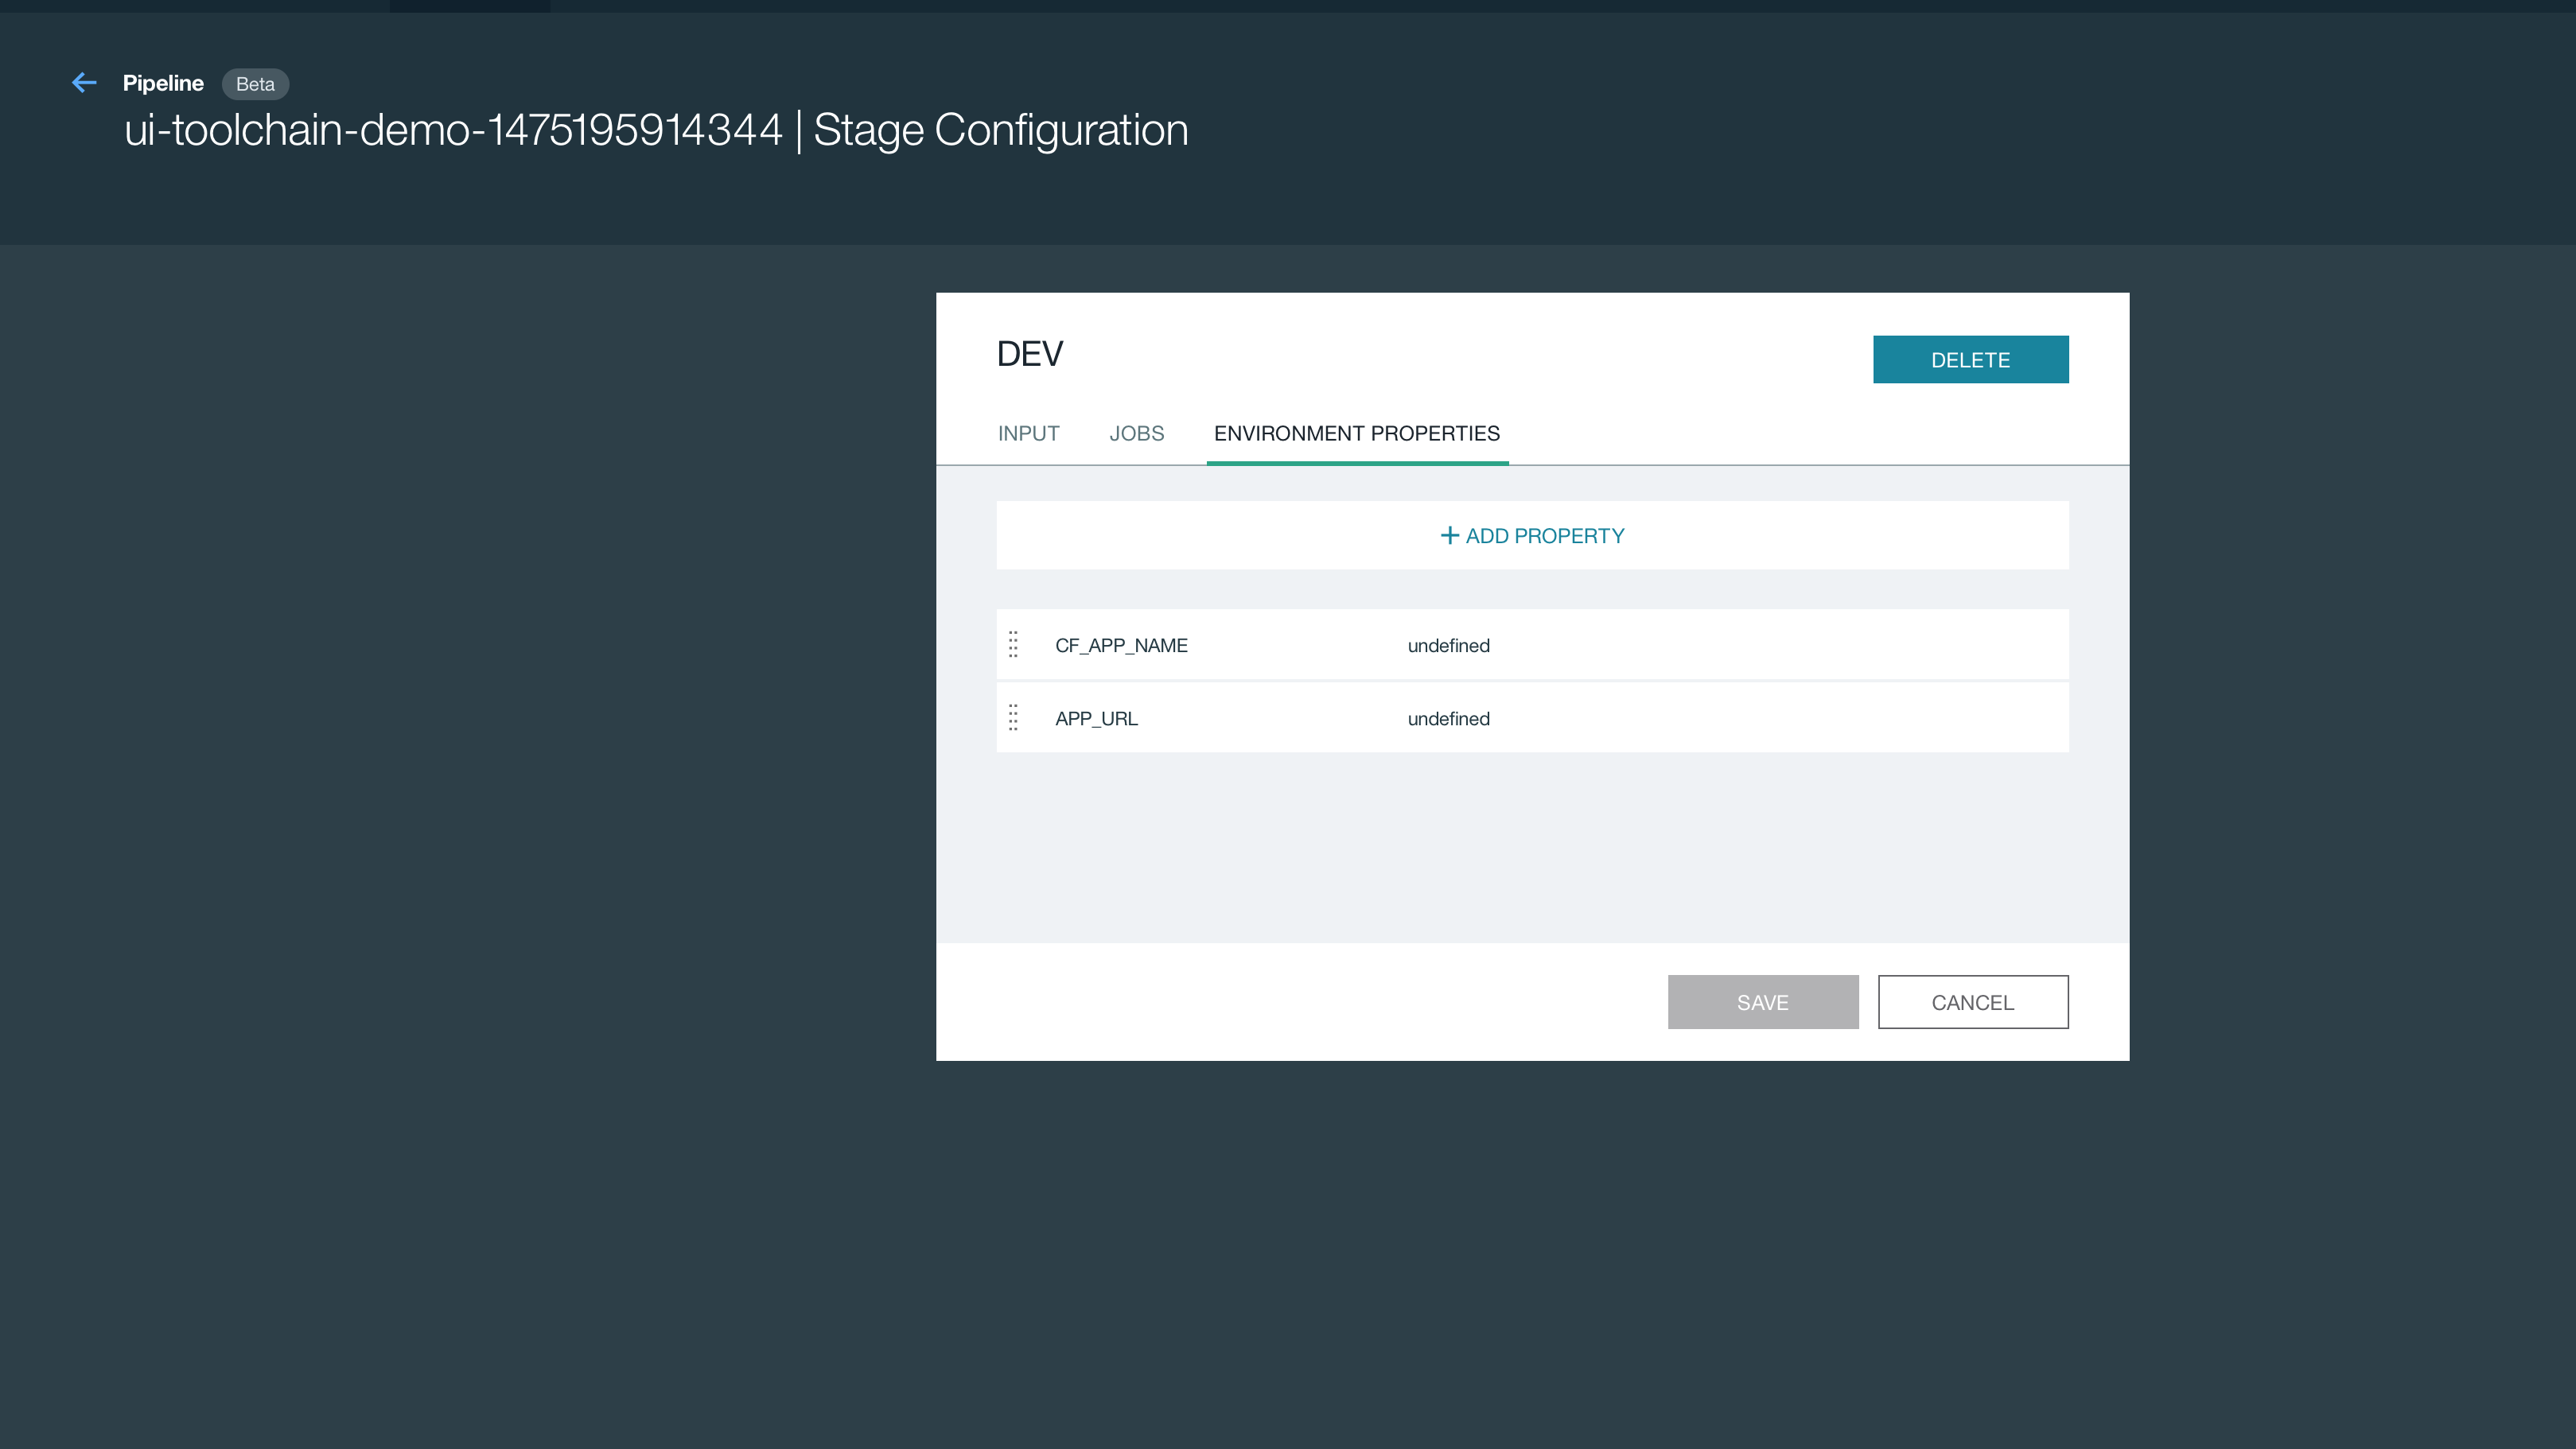 Pipeline Beta
ui-toolchain-demo-1475195914344 | Stage Configuration
DEV
DELETE
INPUT JOBS ENVIRONMENT PROPERTIES
+ ADD PROPERTY
CF_APP_NAME undefined
APP_URL undefined
SAVE CANCEL